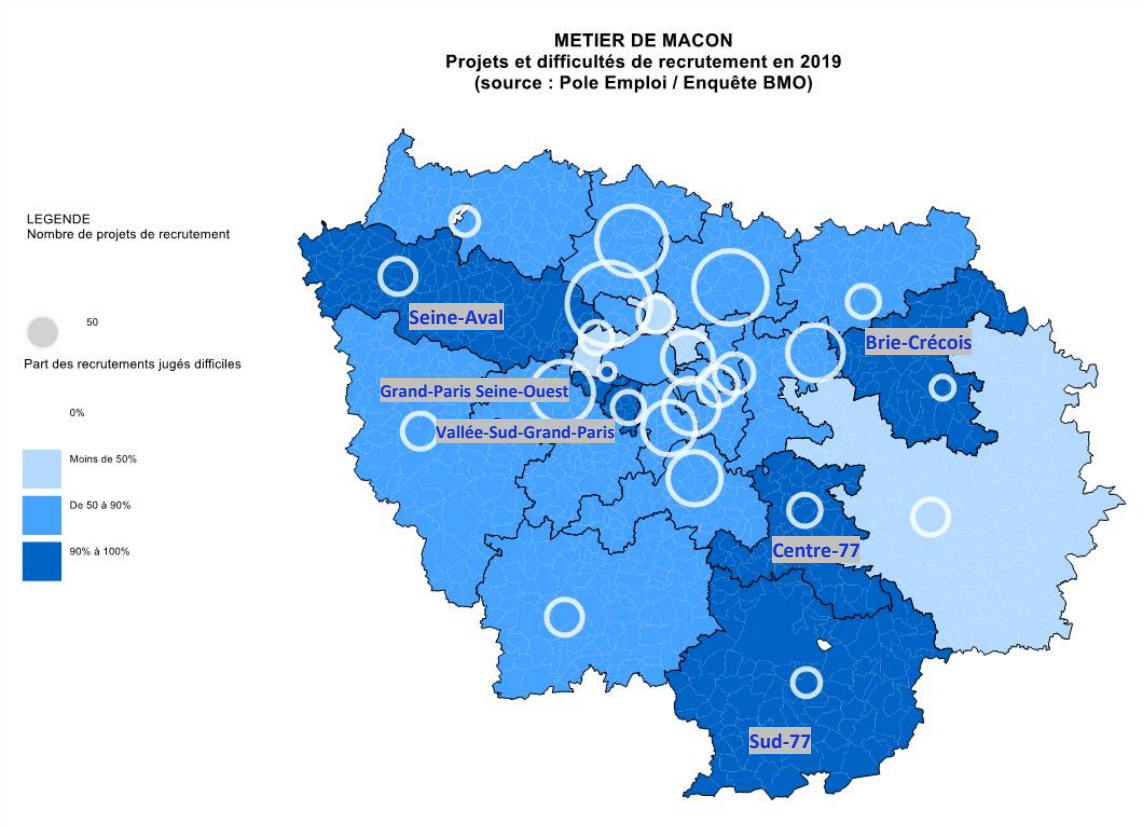 METIER DE MACON
Projets et difficultés de recrutement en 2019
(source : Pole Emploi / Enquête BMO)
LEGENDE
Nombre de projets de recrutement
50
Part des recrutements jugés difficiles
0%
Moins de 50%
De 50 à 90%
90% à 100%
Seine-Aval
Brie-Crécois
Grand-Paris Seine-Ouest
Vallée-Sud-Grand-Paris
Centre-77
Sud-77